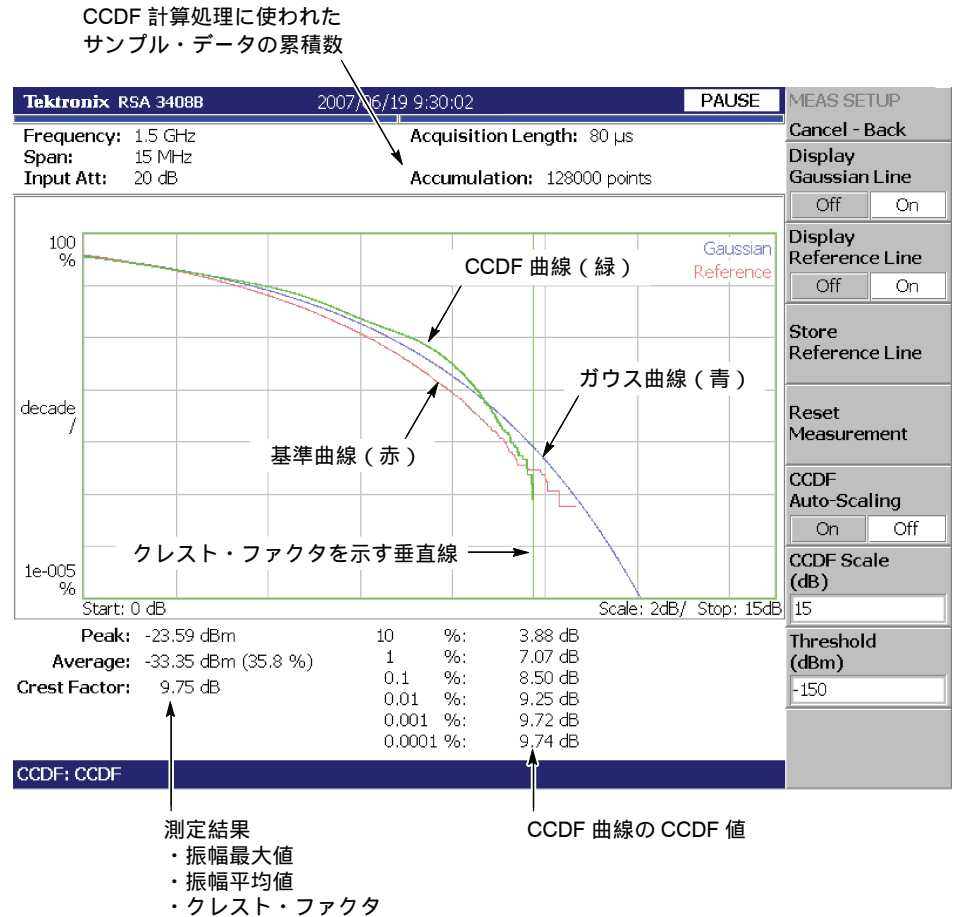 CCDF 計算処理に使われた
サンプル・データの累積数
Tektronix RSA 3408B 2007/06/19 9:30:02 PAUSE
Frequency: 1.5 GHz Acquisition Length: 80 µs
Span: 15 MHz
Input Att: 20 dB Accumulation: 128000 points
MEAS SETUP
Cancel - Back
Display
Gaussian Line
Off On
Display
Reference Line
Off On
Store
Reference Line
Reset
Measurement
CCDF
Auto-Scaling
On Off
CCDF Scale
(dB)
15
Threshold
(dBm)
-150
100
%
Gaussian
Reference
CCDF 曲線（緑）
ガウス曲線（青）
decade
/
基準曲線（赤）
クレスト・ファクタを示す垂直線
1e-005
%
Start: 0 dB Scale: 2dB/ Stop: 15dB
Peak: -23.59 dBm
Average: -33.35 dBm (35.8 %)
Crest Factor: 9.75 dB
10 %: 3.88 dB
1 %: 7.07 dB
0.1 %: 8.50 dB
0.01 %: 9.25 dB
0.001 %: 9.72 dB
0.0001 %: 9.74 dB
CCDF: CCDF
測定結果
・振幅最大値
・振幅平均値
・クレスト・ファクタ
CCDF 曲線の CCDF 値